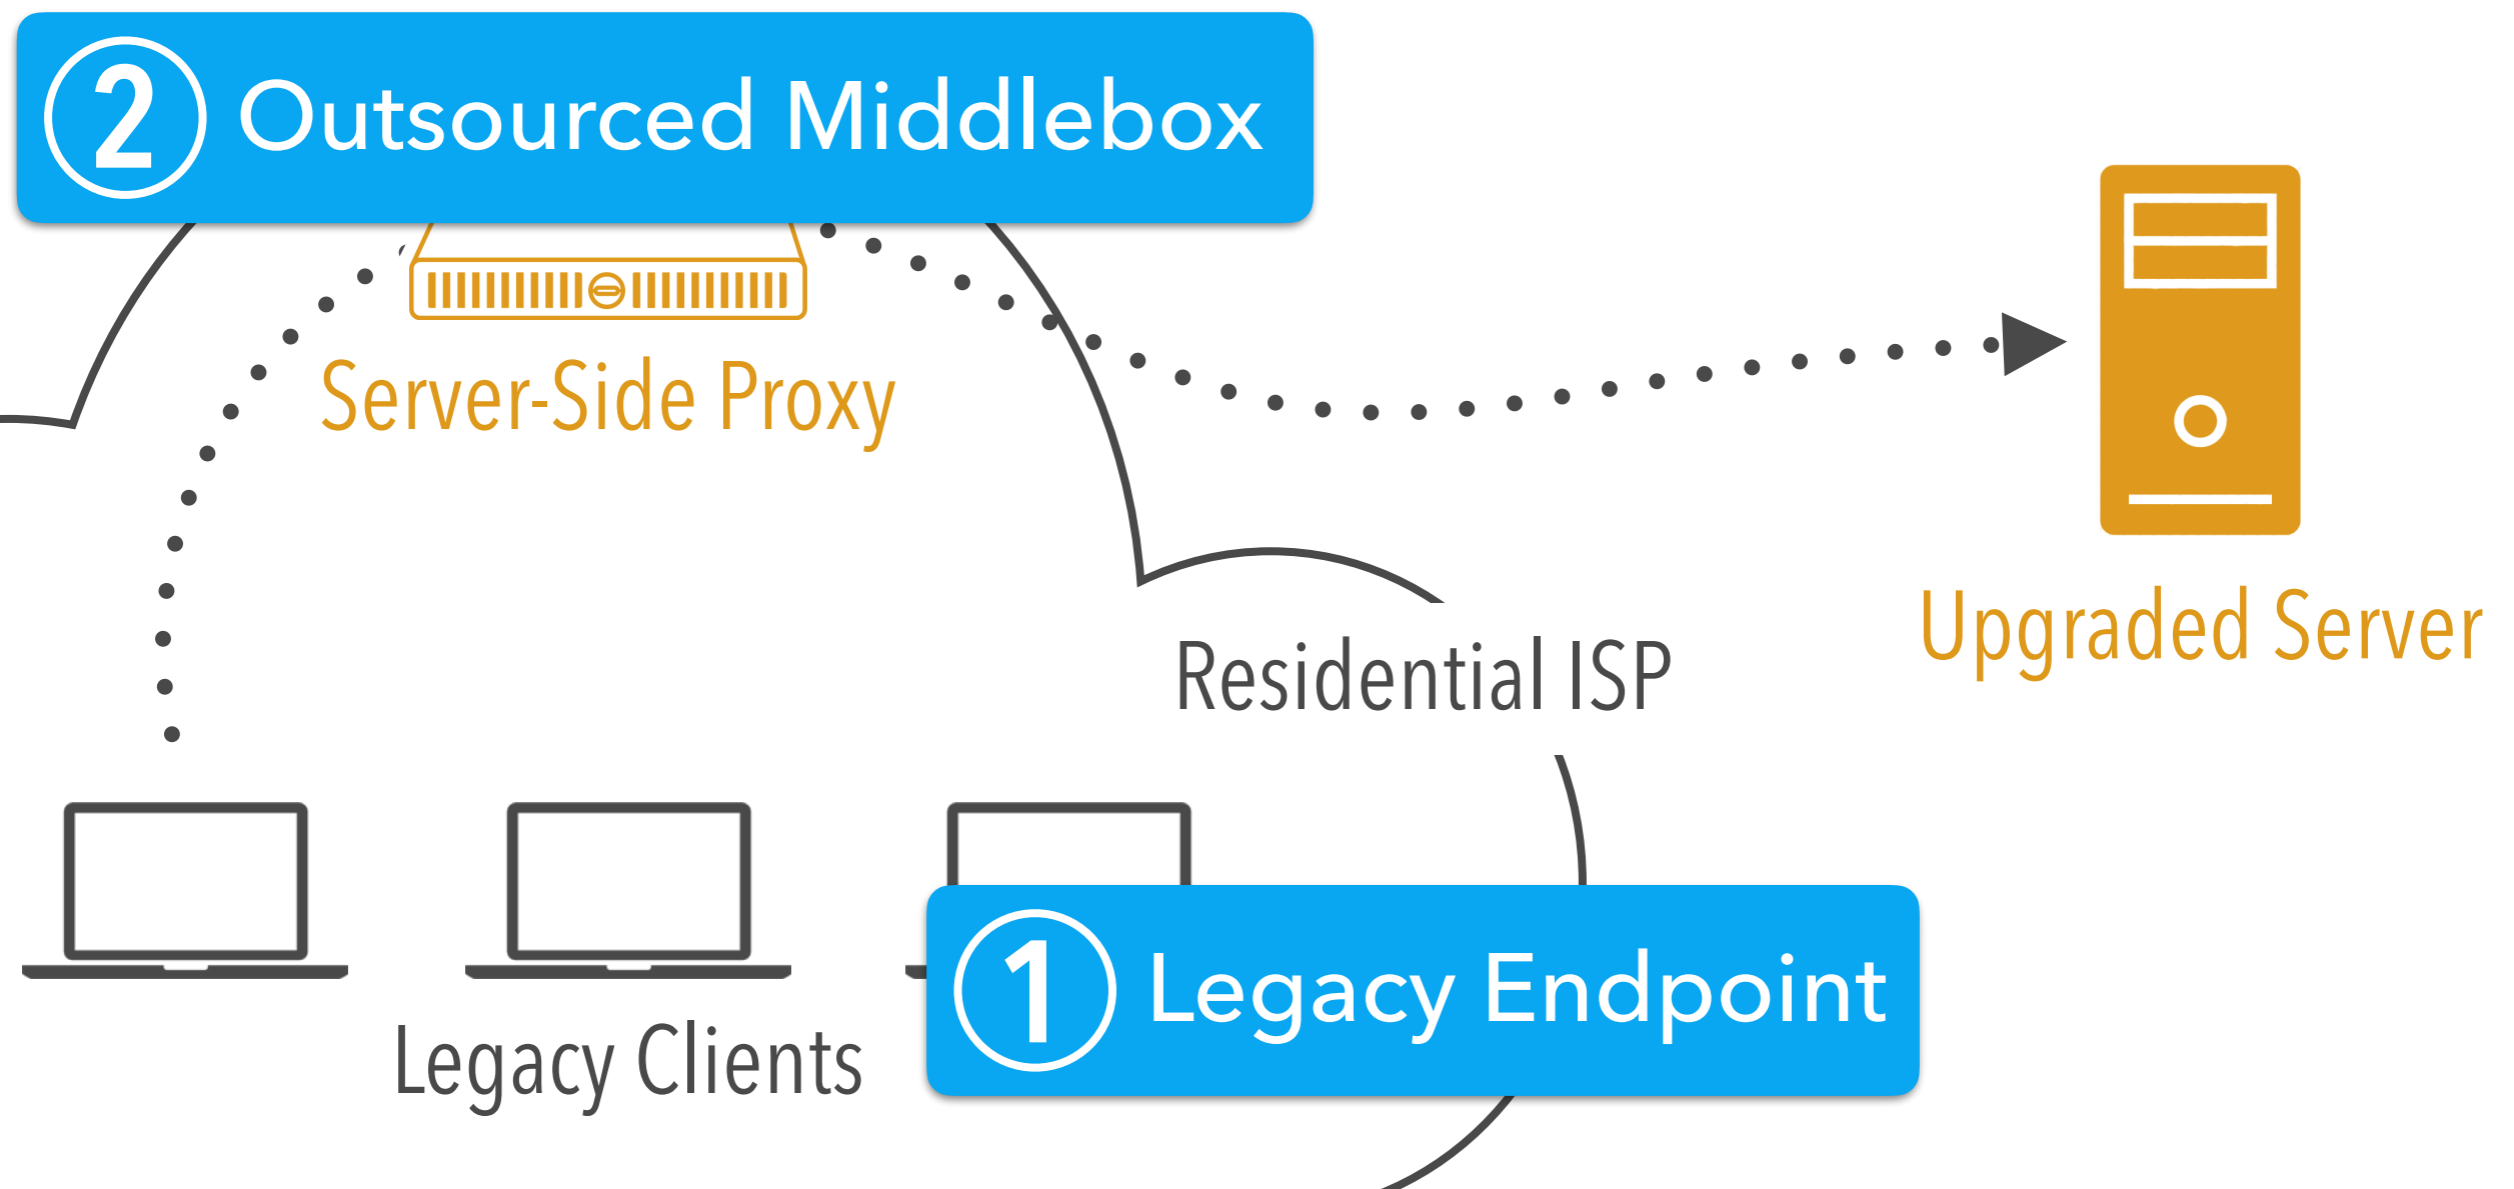 ② Outsourced Middlebox
Server-Side Proxy
Upgraded Server
Residential ISP
① Legacy Endpoint
Legacy Clients